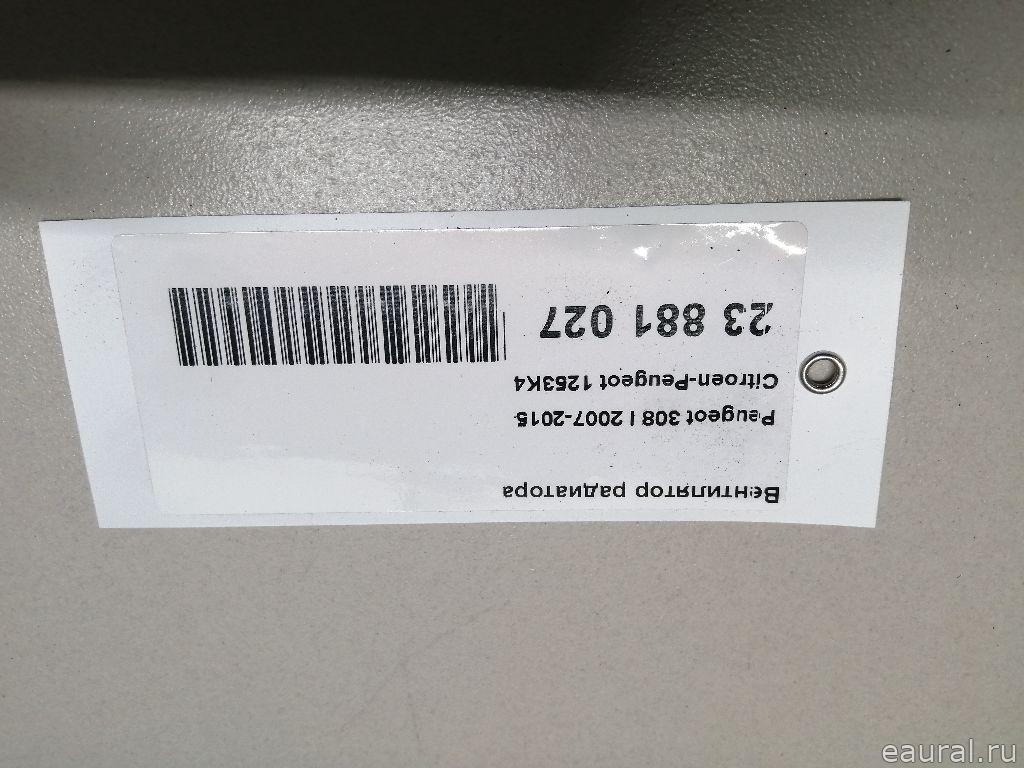 Вентилятор радиатора
Peugeot 308 I 2007-2015
Citroen-Peugeot 1253K4
23 881 027
eaural.ru